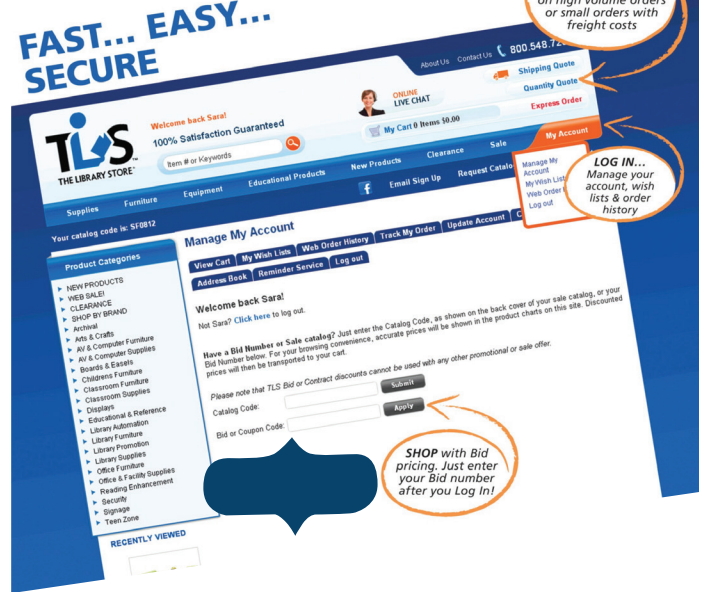 on high volume orders
or small orders with
freight costs
FAST... EASY...
SECURE
About Us Contact Us 800.548.72
TLS
THE LIBRARY STORE
Welcome back Sara!
100% Satisfaction Guaranteed
Item # or Keywords
ONLINE
LIVE CHAT
Shipping Quote
Quantity Quote
Express Order
My Cart 0 Items $0.00
My Account
Supplies Furniture Equipment Educational Products New Products Clearance Sale
f Email Sign Up Request Catalo
Manage My
Account
My Wish List
Web Order
Log out
LOG IN...
Manage your
account, wish
lists & order
history
Your catalog code is: SF0812
Product Categories
NEW PRODUCTS
WEB SALE!
CLEARANCE
SHOP BY BRAND
Archival
Arts & Crafts
AV & Computer Furniture
AV & Computer Supplies
Boards & Easels
Childrens Furniture
Classroom Furniture
Classroom Supplies
Displays
Educational & Reference
Library Automation
Library Furniture
Library Promotion
Library Supplies
Office Furniture
Office & Facility Supplies
Reading Enhancement
Security
Signage
Teen Zone
RECENTLY VIEWED
Manage My Account
View Cart My Wish Lists Web Order History Track My Order Update Account C
Address Book Reminder Service Log out
Welcome back Sara!
Not Sara? Click here to log out.
Have a Bid Number or Sale catalog? Just enter the Catalog Code, as shown on the back cover of your sale catalog, or your
Bid Number below. For your browsing convenience, accurate prices will be shown in the product charts on this site. Discounted
prices will then be transported to your cart.
Please note that TLS Bid or Contract discounts cannot be used with any other promotional or sale offer.
Catalog Code: Submit
Bid or Coupon Code: Apply
SHOP with Bid
pricing. Just enter
your Bid number
after you Log In!